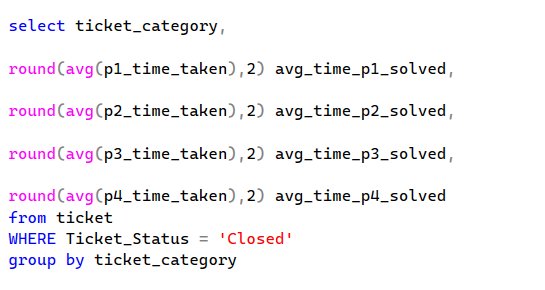 select ticket_category,
round(avg(p1_time_taken),2) avg_time_p1_solved,
round(avg(p2_time_taken),2) avg_time_p2_solved,
round(avg(p3_time_taken),2) avg_time_p3_solved,
round(avg(p4_time_taken),2) avg_time_p4_solved
from ticket
WHERE Ticket_Status = 'Closed'
group by ticket_category